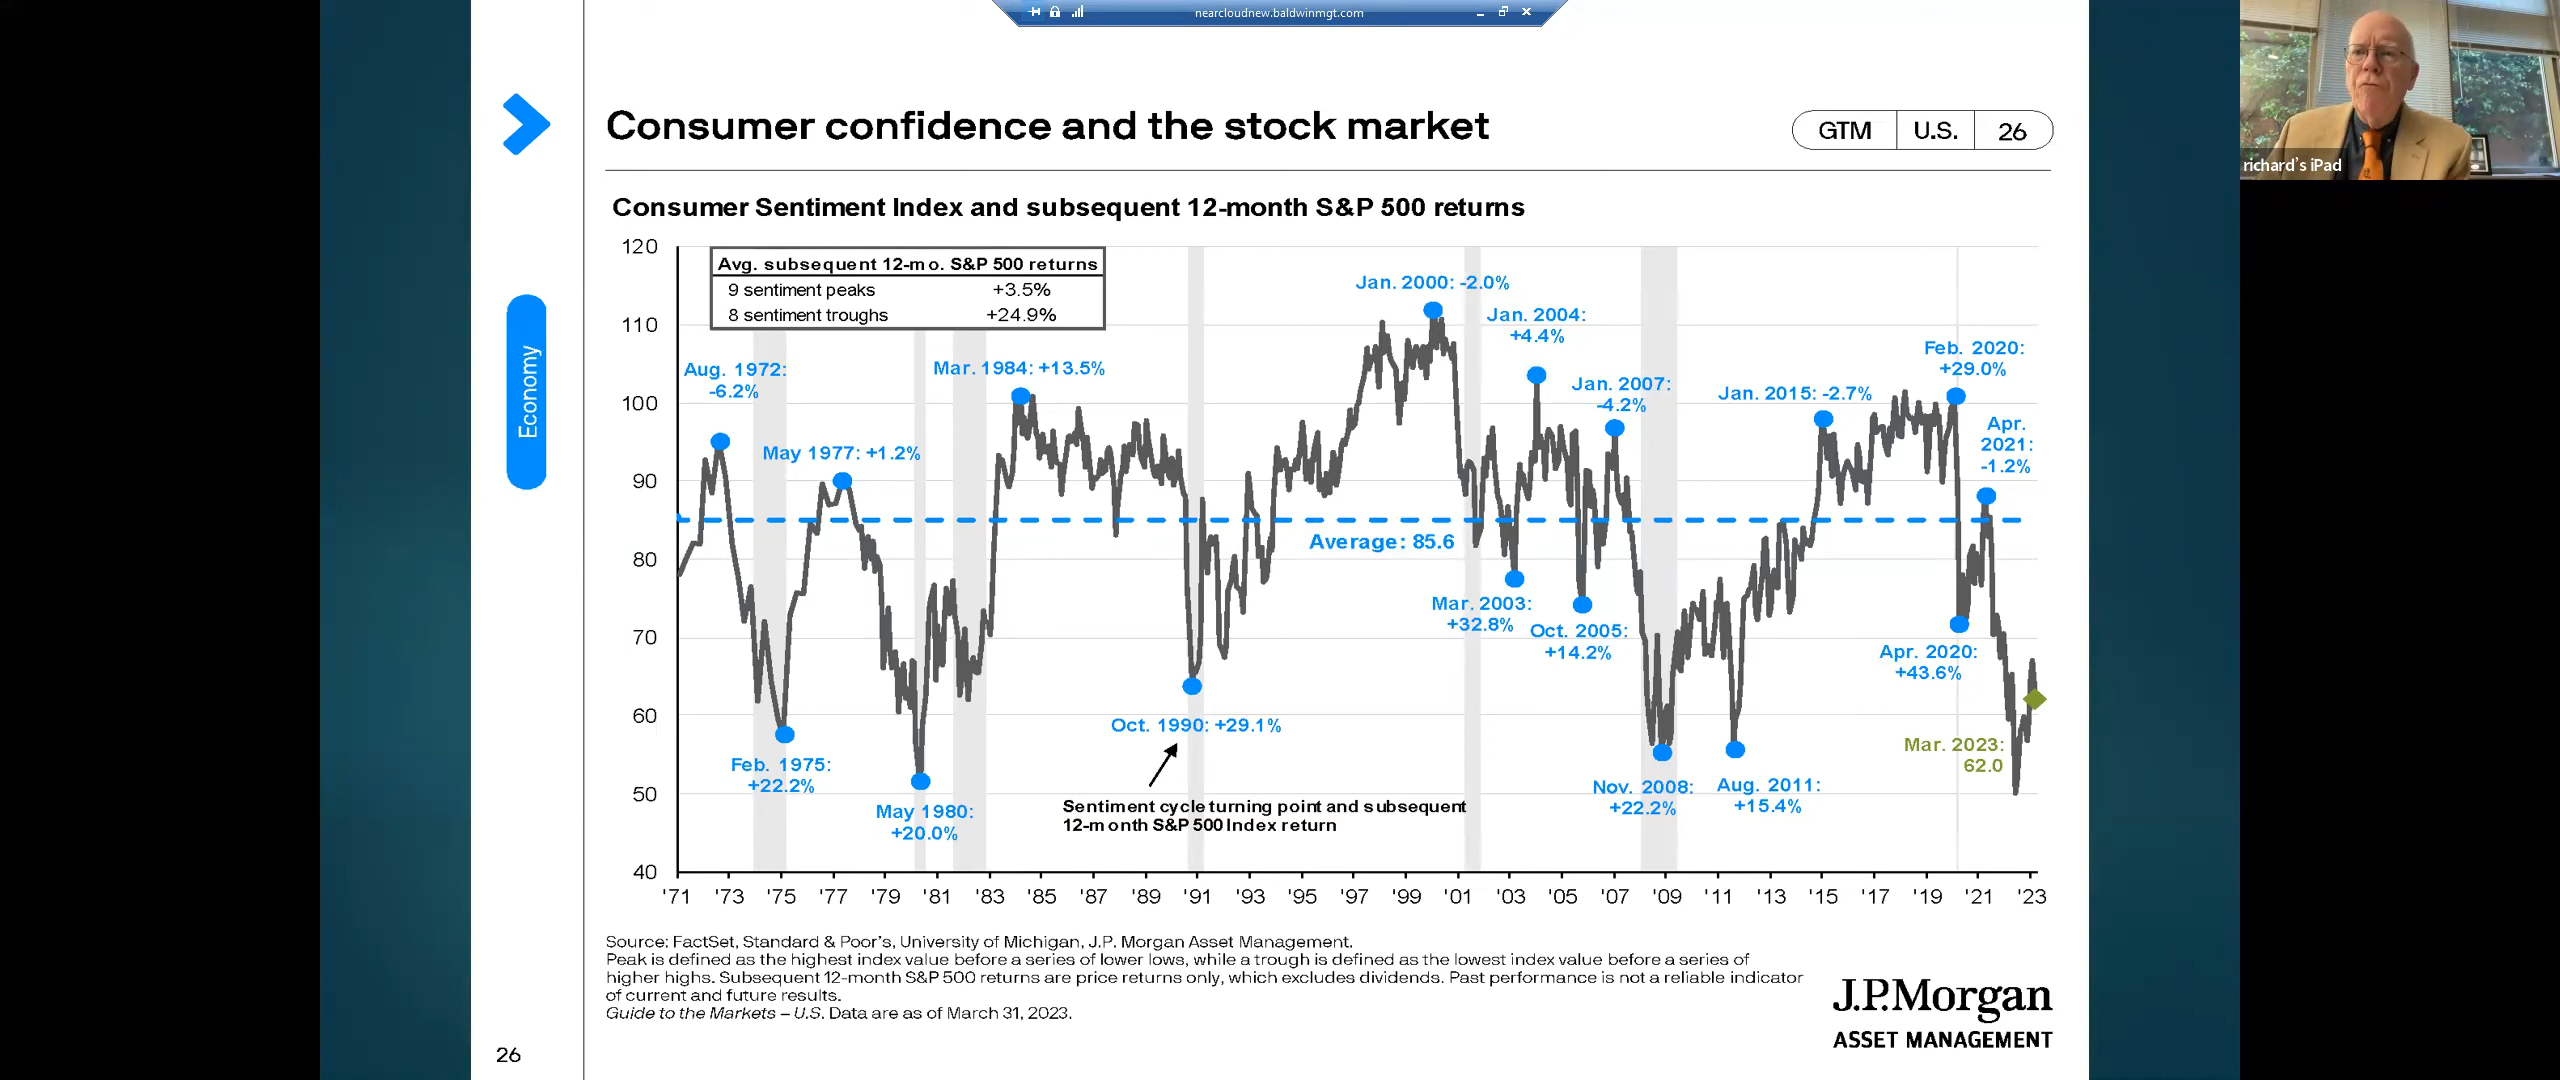 nearcloudnew.baldwinmgt.com
richard's iPad
Consumer confidence and the stock market
GTM U.S. 26
Economy
Consumer Sentiment Index and subsequent 12-month S&P 500 returns
120
110
100
90
80
70
60
50
40
Avg. subsequent 12-mo. S&P 500 returns
9 sentiment peaks +3.5%
8 sentiment troughs +24.9%
Aug. 1972:
-6.2%
May 1977: +1.2%
Mar. 1984: +13.5%
Jan. 2000: -2.0%
Jan. 2004:
+4.4%
Jan. 2007:
-4.2%
Jan. 2015: -2.7%
Feb. 2020:
+29.0%
Apr.
2021:
-1.2%
Average: 85.6
Feb. 1975:
+22.2%
May 1980:
+20.0%
Oct. 1990: +29.1%
Mar. 2003:
+32.8%
Oct. 2005:
+14.2%
Nov. 2008:
+22.2%
Aug. 2011:
+15.4%
Apr. 2020:
+43.6%
Mar. 2023:
62.0
Sentiment cycle turning point and subsequent
12-month S&P 500 Index return
'71 '73 '75 '77 '79 '81 '83 '85 '87 '89 '91 '93 '95 '97 '99 '01 '03 '05 '07 '09 '11 '13 '15 '17 '19 '21 '23
Source: FactSet, Standard & Poor's, University of Michigan, J.P. Morgan Asset Management.
Peak is defined as the highest index value before a series of lower lows, while a trough is defined as the lowest index value before a series of
higher highs. Subsequent 12-month S&P 500 returns are price returns only, which excludes dividends. Past performance is not a reliable indicator
of current and future results.
Guide to the Markets – U.S. Data are as of March 31, 2023.
J.P.Morgan
ASSET MANAGEMENT
26